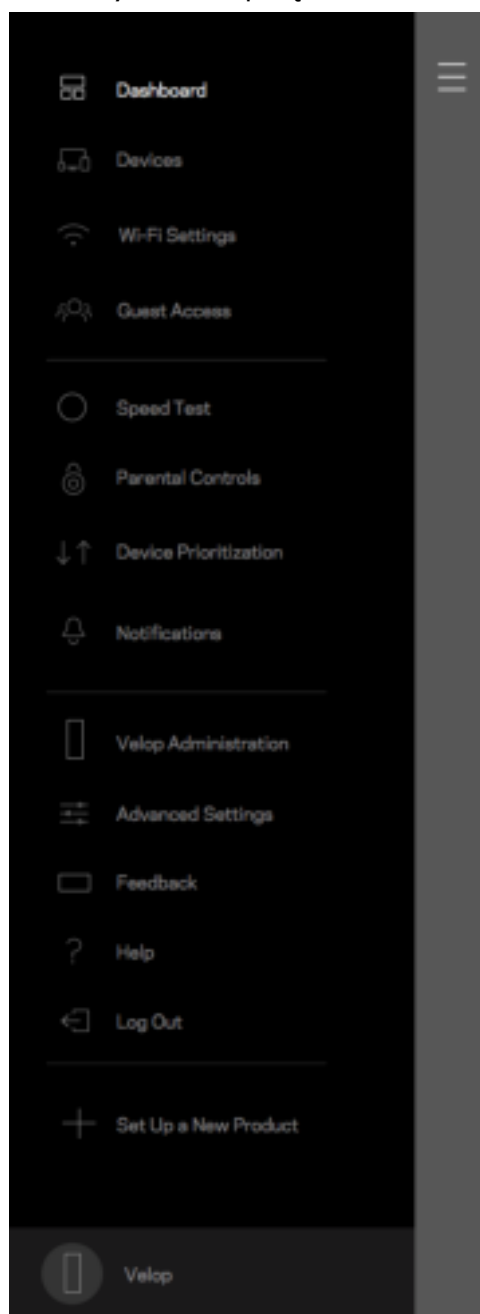 Dashboard
Devices
Wi-Fi Settings
Guest Access
Speed Test
Parental Controls
Device Prioritization
Notifications
Velop Administration
Advanced Settings
Feedback
Help
Log Out
Set Up a New Product
Velop